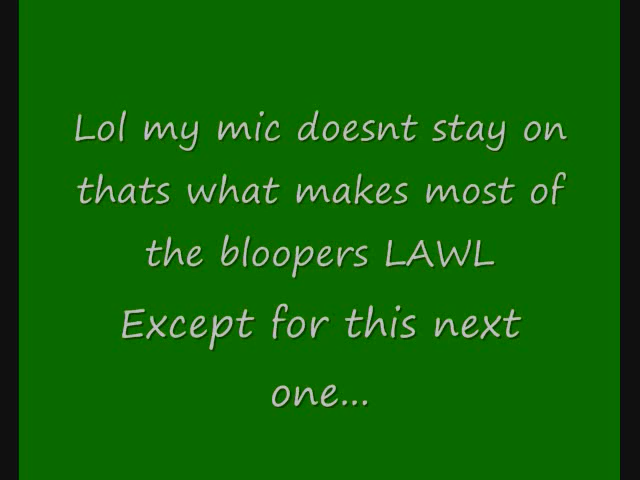 Lol my mic doesnt stay on
thats what makes most of
the bloopers LAWL
Except for this next
one...